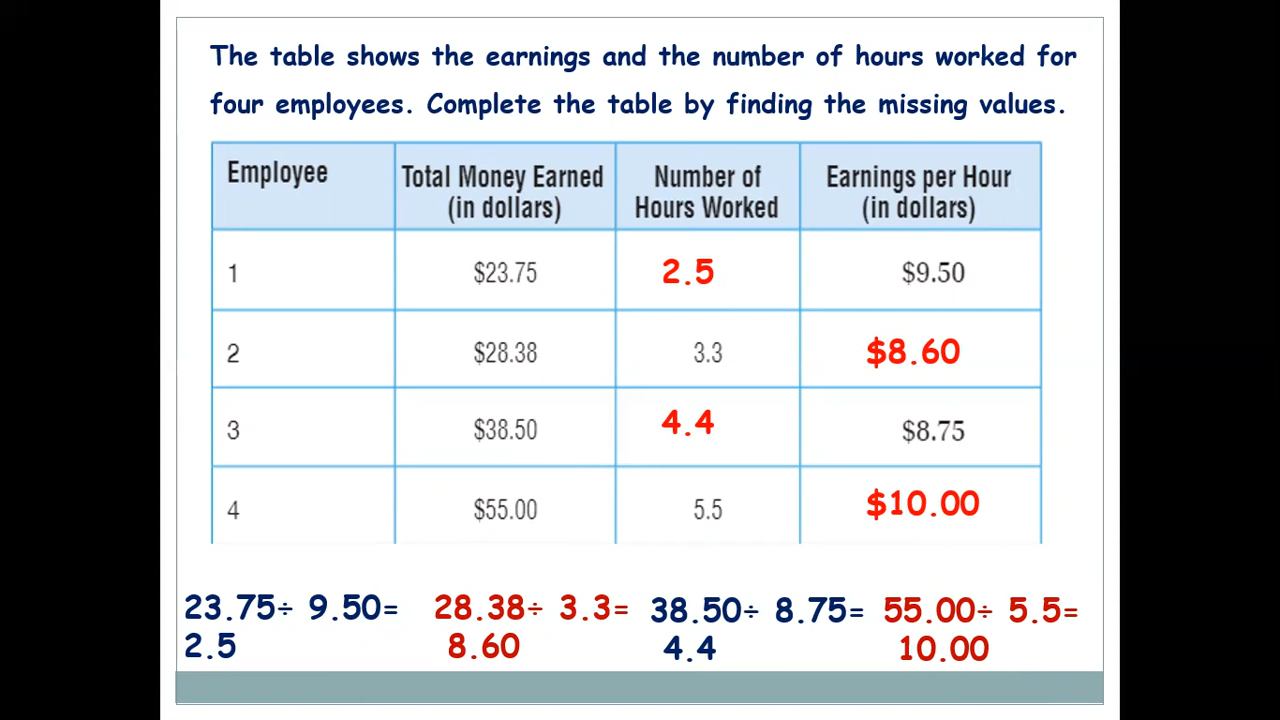 The table shows the earnings and the number of hours worked for
four employees. Complete the table by finding the missing values.
Employee Total Money Earned (in dollars) Number of Hours Worked Earnings per Hour (in dollars)
1 $23.75 2.5 $9.50
2 $28.38 3.3 $8.60
3 $38.50 4.4 $8.75
4 $55.00 5.5 $10.00
23.75÷ 9.50= 28.38÷ 3.3= 38.50÷ 8.75= 55.00÷ 5.5=
2.5 8.60 4.4 10.00